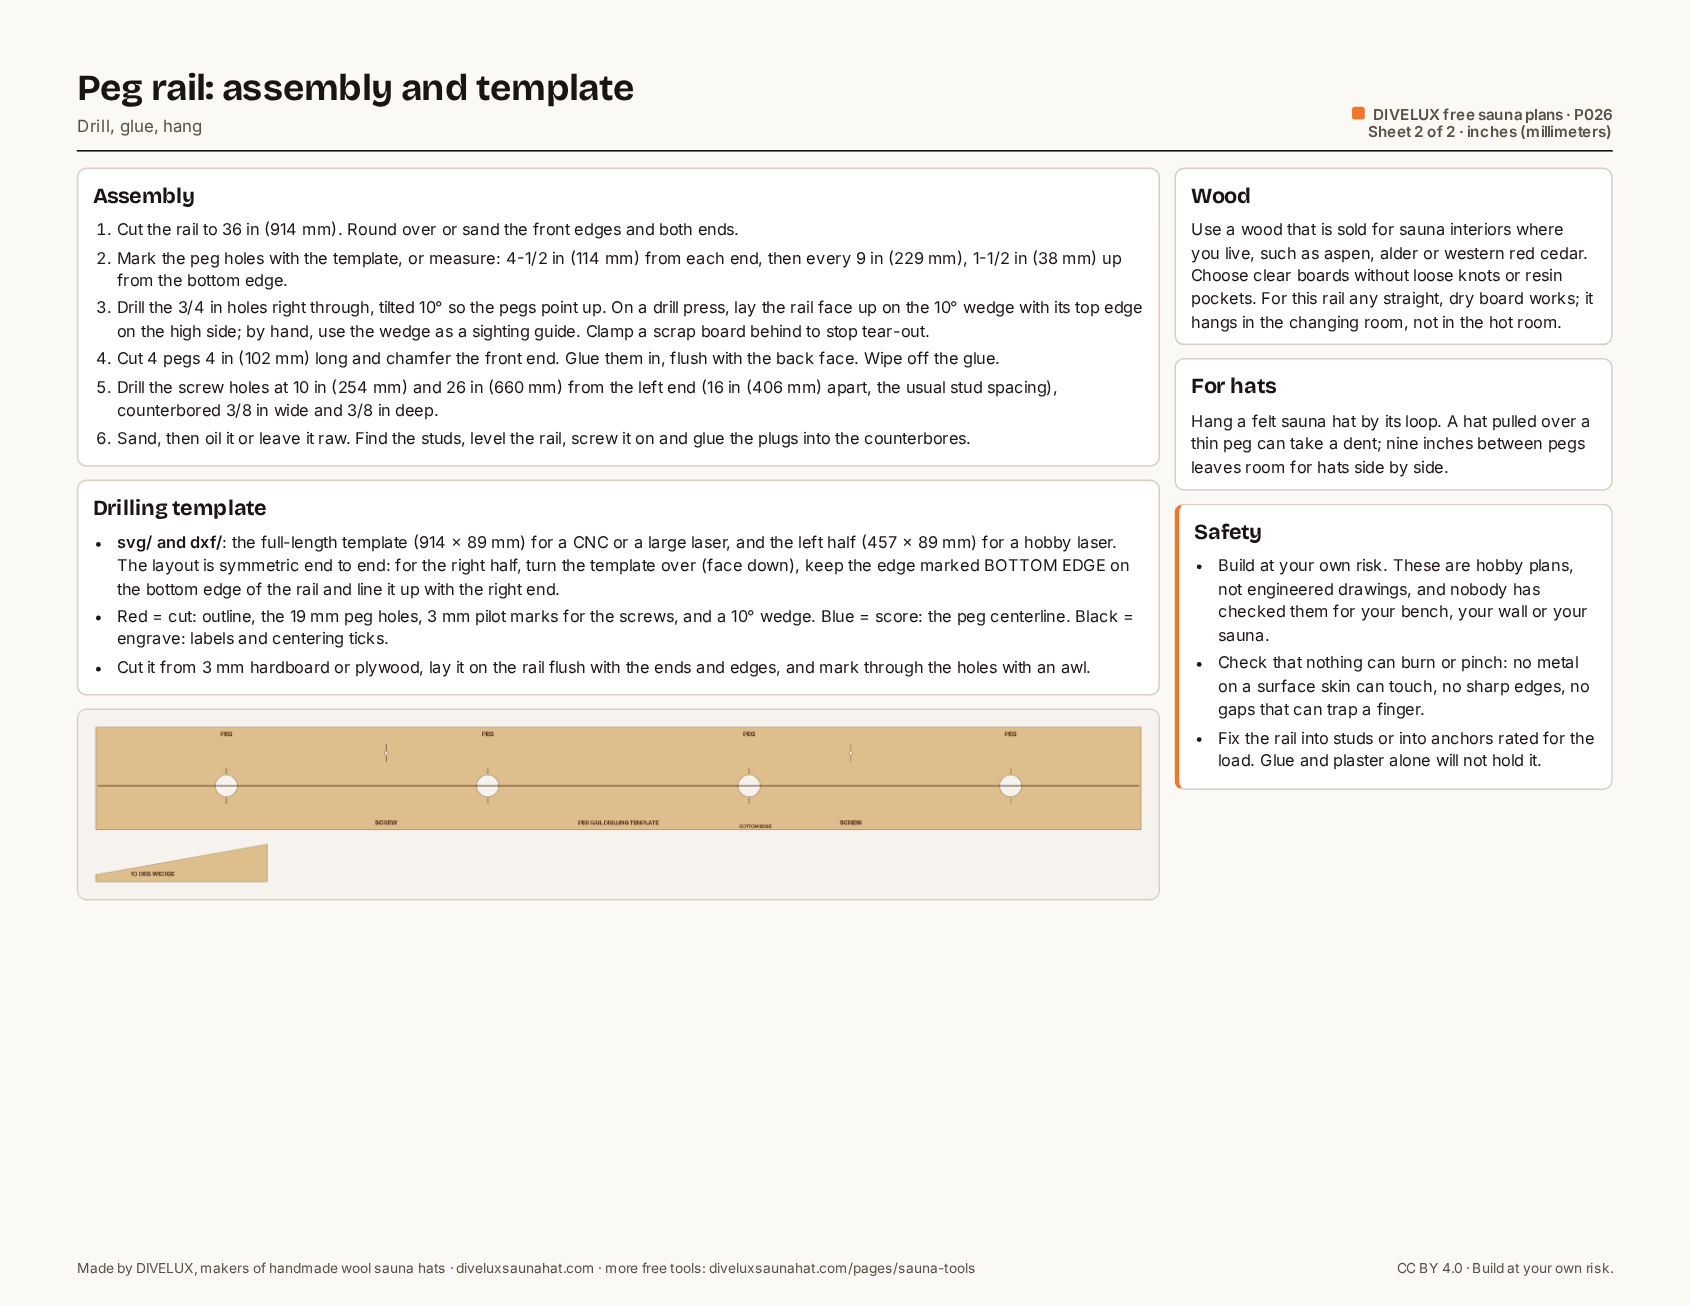 Peg rail: assembly and template
Drill, glue, hang
DIVELUX free sauna plans · P026
Sheet 2 of 2 · inches (millimeters)
Assembly
1. Cut the rail to 36 in (914 mm). Round over or sand the front edges and both ends.
2. Mark the peg holes with the template, or measure: 4-1/2 in (114 mm) from each end, then every 9 in (229 mm), 1-1/2 in (38 mm) up
from the bottom edge.
3. Drill the 3/4 in holes right through, tilted 10° so the pegs point up. On a drill press, lay the rail face up on the 10° wedge with its top edge
on the high side; by hand, use the wedge as a sighting guide. Clamp a scrap board behind to stop tear-out.
4. Cut 4 pegs 4 in (102 mm) long and chamfer the front end. Glue them in, flush with the back face. Wipe off the glue.
5. Drill the screw holes at 10 in (254 mm) and 26 in (660 mm) from the left end (16 in (406 mm) apart, the usual stud spacing),
counterbored 3/8 in wide and 3/8 in deep.
6. Sand, then oil it or leave it raw. Find the studs, level the rail, screw it on and glue the plugs into the counterbores.
Drilling template
• svg/ and dxf/: the full-length template (914 × 89 mm) for a CNC or a large laser, and the left half (457 × 89 mm) for a hobby laser.
The layout is symmetric end to end: for the right half, turn the template over (face down), keep the edge marked BOTTOM EDGE on
the bottom edge of the rail and line it up with the right end.
• Red = cut: outline, the 19 mm peg holes, 3 mm pilot marks for the screws, and a 10° wedge. Blue = score: the peg centerline. Black =
engrave: labels and centering ticks.
• Cut it from 3 mm hardboard or plywood, lay it on the rail flush with the ends and edges, and mark through the holes with an awl.
PEG PEG PEG PEG
SCREW PEG RAIL DRILLING TEMPLATE BOTTOM EDGE SCREW
10 DEG WEDGE
Wood
Use a wood that is sold for sauna interiors where
you live, such as aspen, alder or western red cedar.
Choose clear boards without loose knots or resin
pockets. For this rail any straight, dry board works; it
hangs in the changing room, not in the hot room.
For hats
Hang a felt sauna hat by its loop. A hat pulled over a
thin peg can take a dent; nine inches between pegs
leaves room for hats side by side.
Safety
• Build at your own risk. These are hobby plans,
not engineered drawings, and nobody has
checked them for your bench, your wall or your
sauna.
• Check that nothing can burn or pinch: no metal
on a surface skin can touch, no sharp edges, no
gaps that can trap a finger.
• Fix the rail into studs or into anchors rated for the
load. Glue and plaster alone will not hold it.
Made by DIVELUX, makers of handmade wool sauna hats · diveluxsaunahat.com · more free tools: diveluxsaunahat.com/pages/sauna-tools
CC BY 4.0 · Build at your own risk.